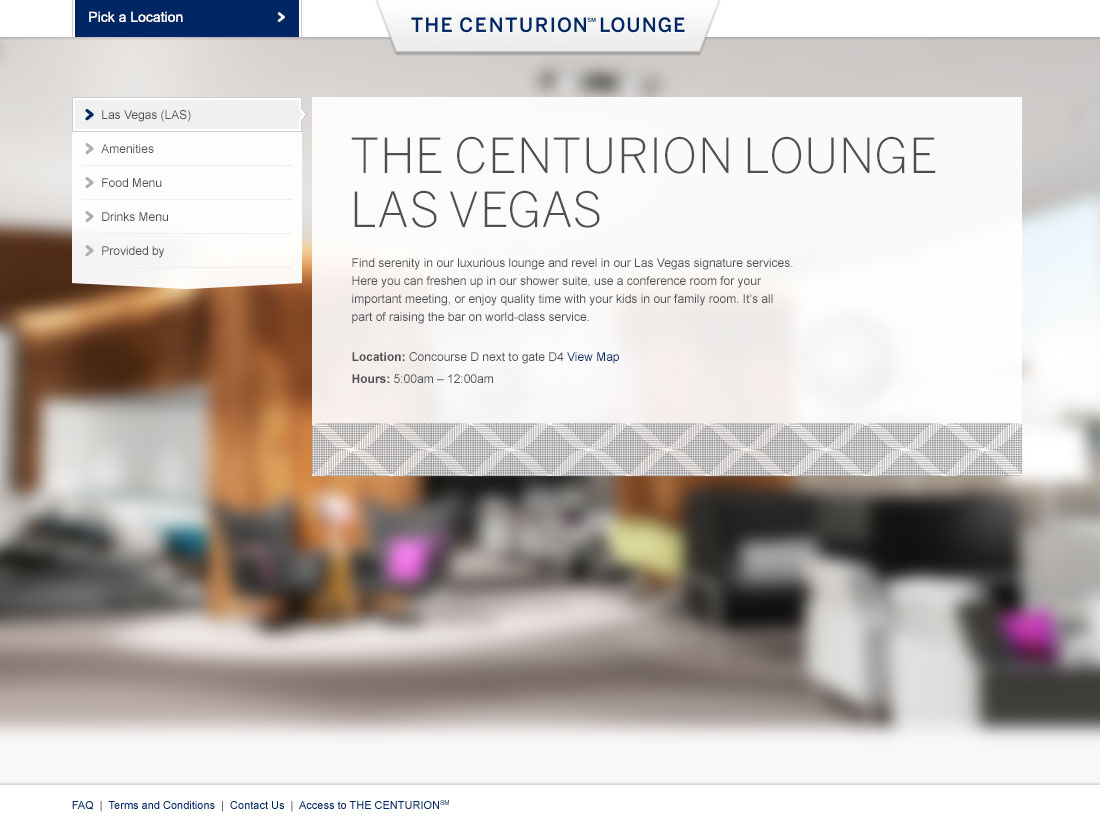 Pick a Location
THE CENTURION℠ LOUNGE
Las Vegas (LAS)
Amenities
Food Menu
Drinks Menu
Provided by
THE CENTURION LOUNGE
LAS VEGAS
Find serenity in our luxurious lounge and revel in our Las Vegas signature services.
Here you can freshen up in our shower suite, use a conference room for your
important meeting, or enjoy quality time with your kids in our family room. It's all
part of raising the bar on world-class service.
Location: Concourse D next to gate D4 View Map
Hours: 5:00am – 12:00am
FAQ | Terms and Conditions | Contact Us | Access to THE CENTURION℠